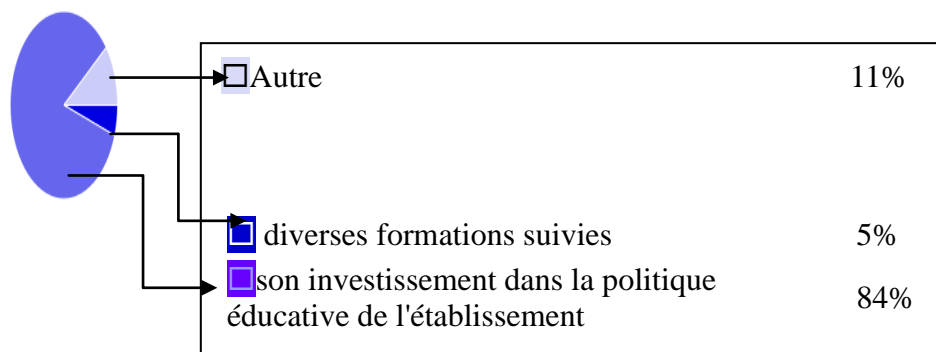 Autre 11%
diverses formations suivies 5%
son investissement dans la politique
éducative de l'établissement 84%